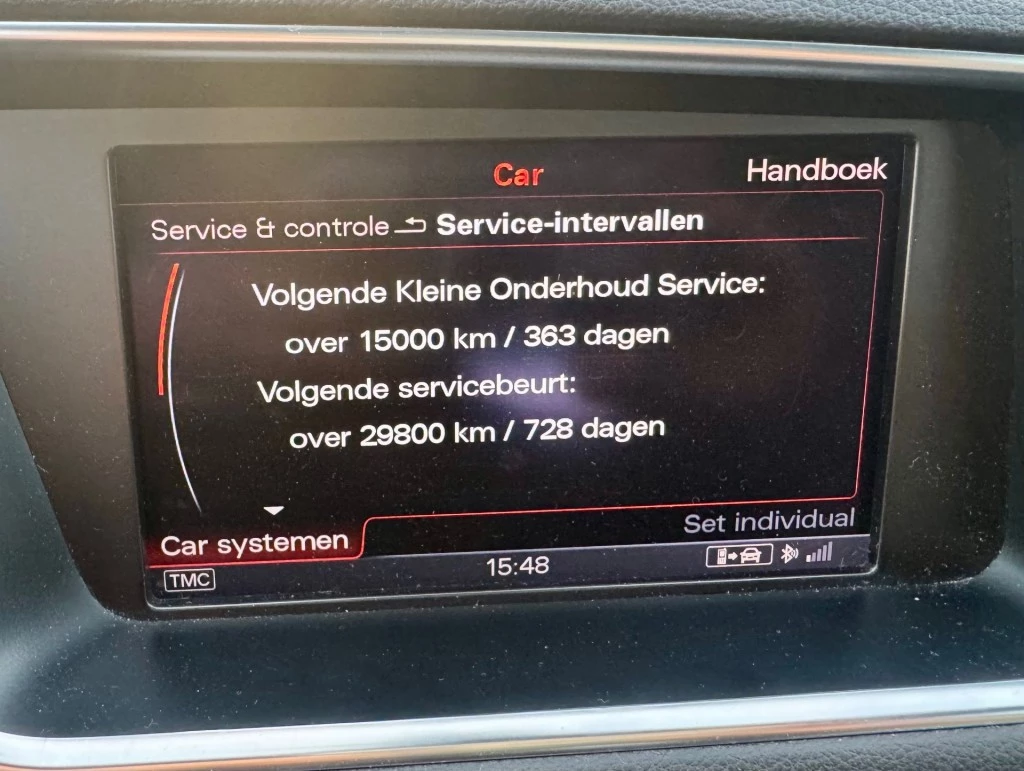 Car
Handboek
Service & controle Service-intervallen
Volgende Kleine Onderhoud Service:
over 15000 km / 363 dagen
Volgende servicebeurt:
over 29800 km / 728 dagen
Set individual
Car systemen
TMC
15:48